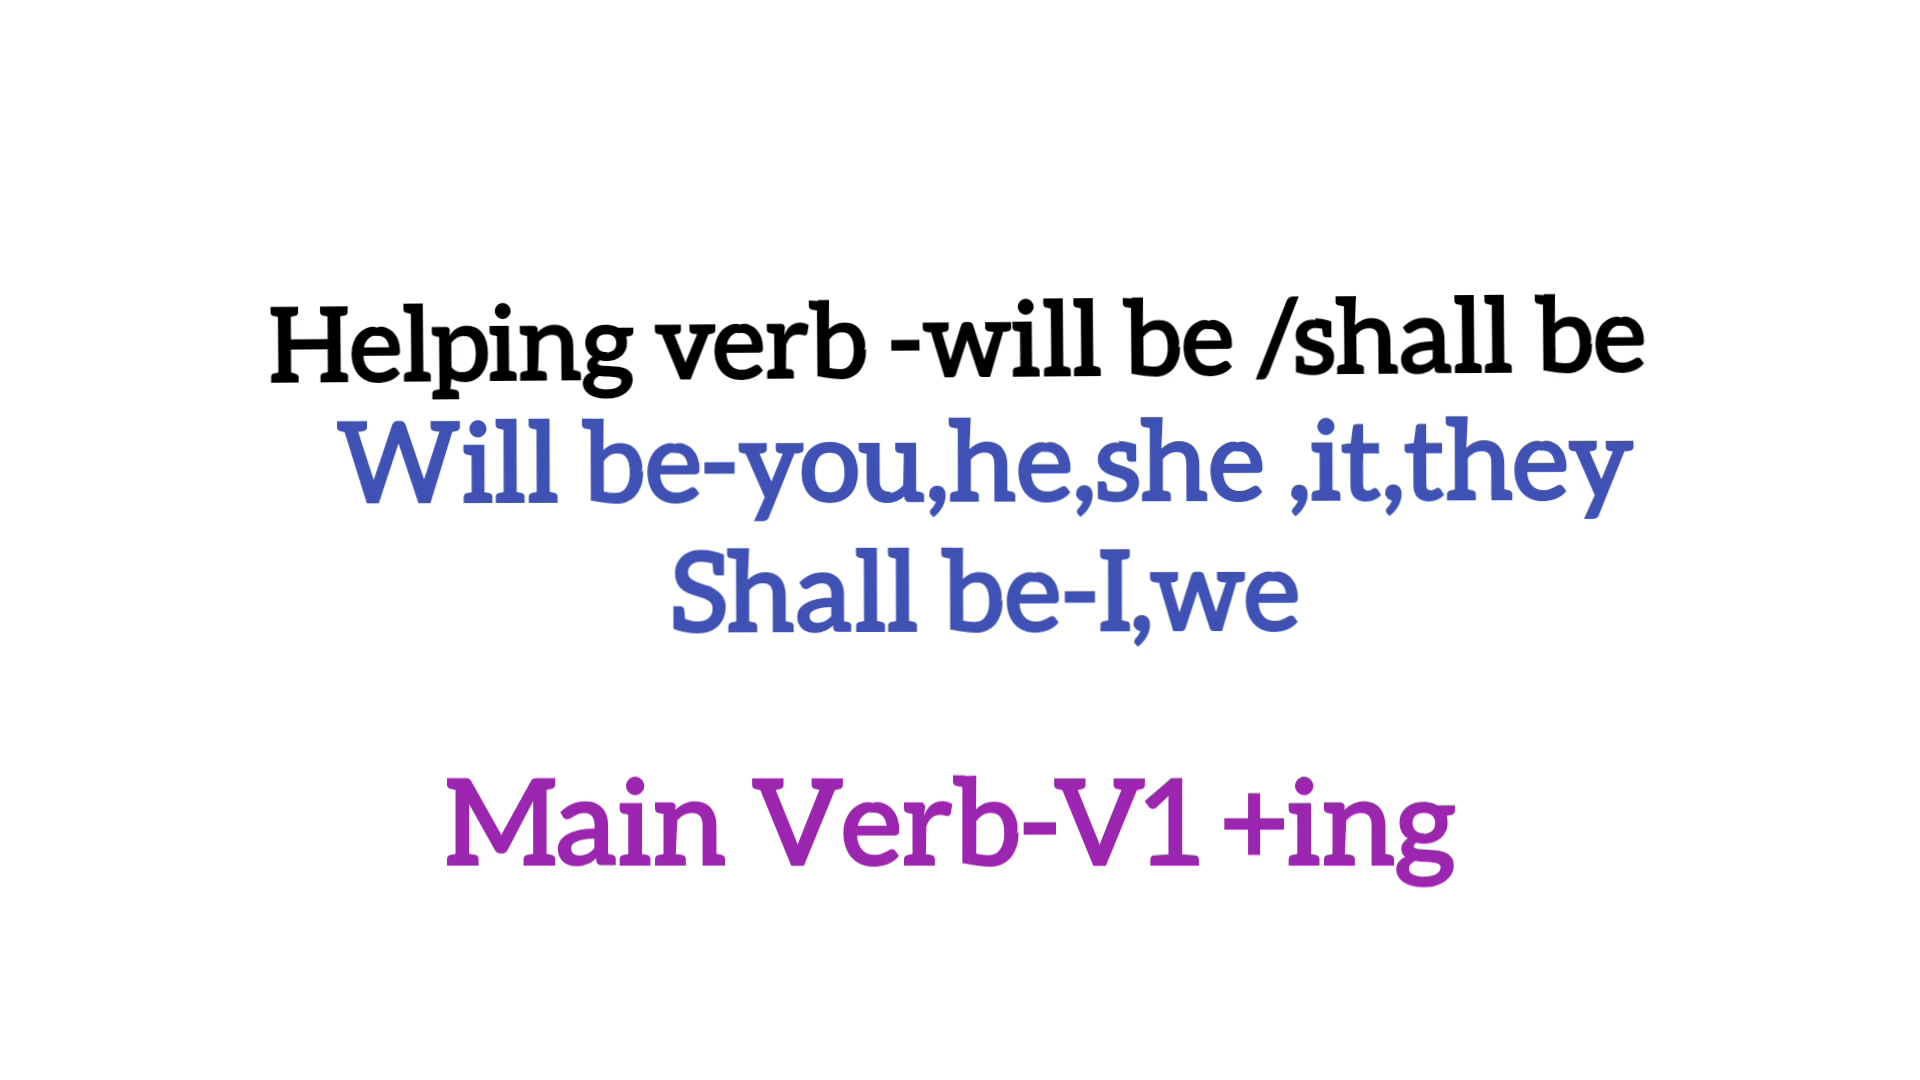 Helping verb -will be /shall be
Will be-you,he,she ,it,they
Shall be-I,we
Main Verb-V1 +ing